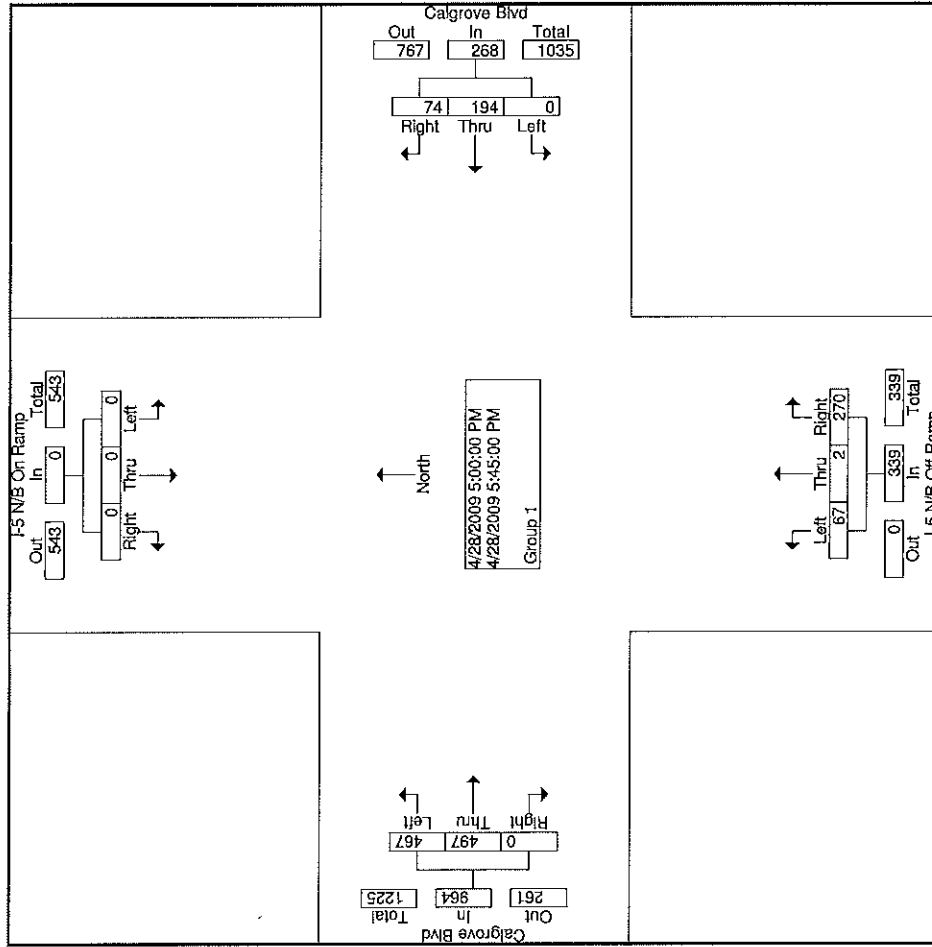 Calgrove Blvd
Out In Total
767 268 1035
74 194 0
Right Thru Left
I-5 N/B On Ramp
Out In Total
543 0 543
0 0 0
Right Thru Left
North
4/28/2009 5:00:00 PM
4/28/2009 5:45:00 PM
Group 1
Left Thru Right
67 2 270
0 339 339
Out In Total
I-5 N/B Off Ramp
Left Thru Right
467 497 0
1225 964 261
Total In Out
Calgrove Blvd